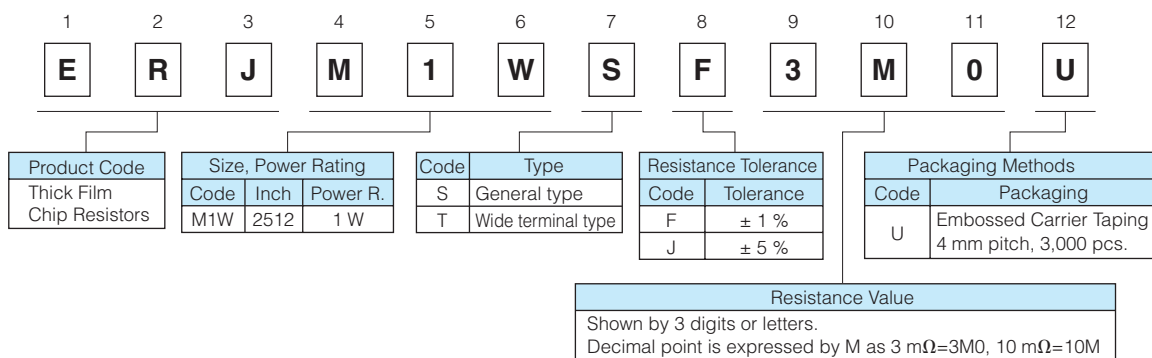 1 2 3 4 5 6 7 8 9 10 11 12
E R J M 1 W S F 3 M 0 U
Product Code
Thick Film
Chip Resistors
Size, Power Rating
Code Inch Power R.
M1W 2512 1 W
Code Type
S General type
T Wide terminal type
Resistance Tolerance
Code Tolerance
F ± 1 %
J ± 5 %
Packaging Methods
Code Packaging
U Embossed Carrier Taping
4 mm pitch, 3,000 pcs.
Resistance Value
Shown by 3 digits or letters.
Decimal point is expressed by M as 3 mΩ=3M0, 10 mΩ=10M